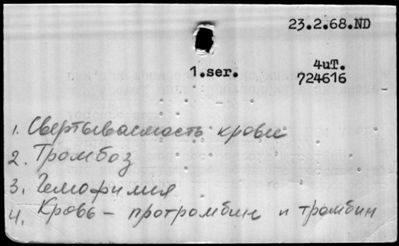 23.2.68.ND
1.ser.
4uT.
724616
1. Свертываемость крови
2. Тромбоз
3. Гемофилия
4. Кровь - протромбин и тромбин